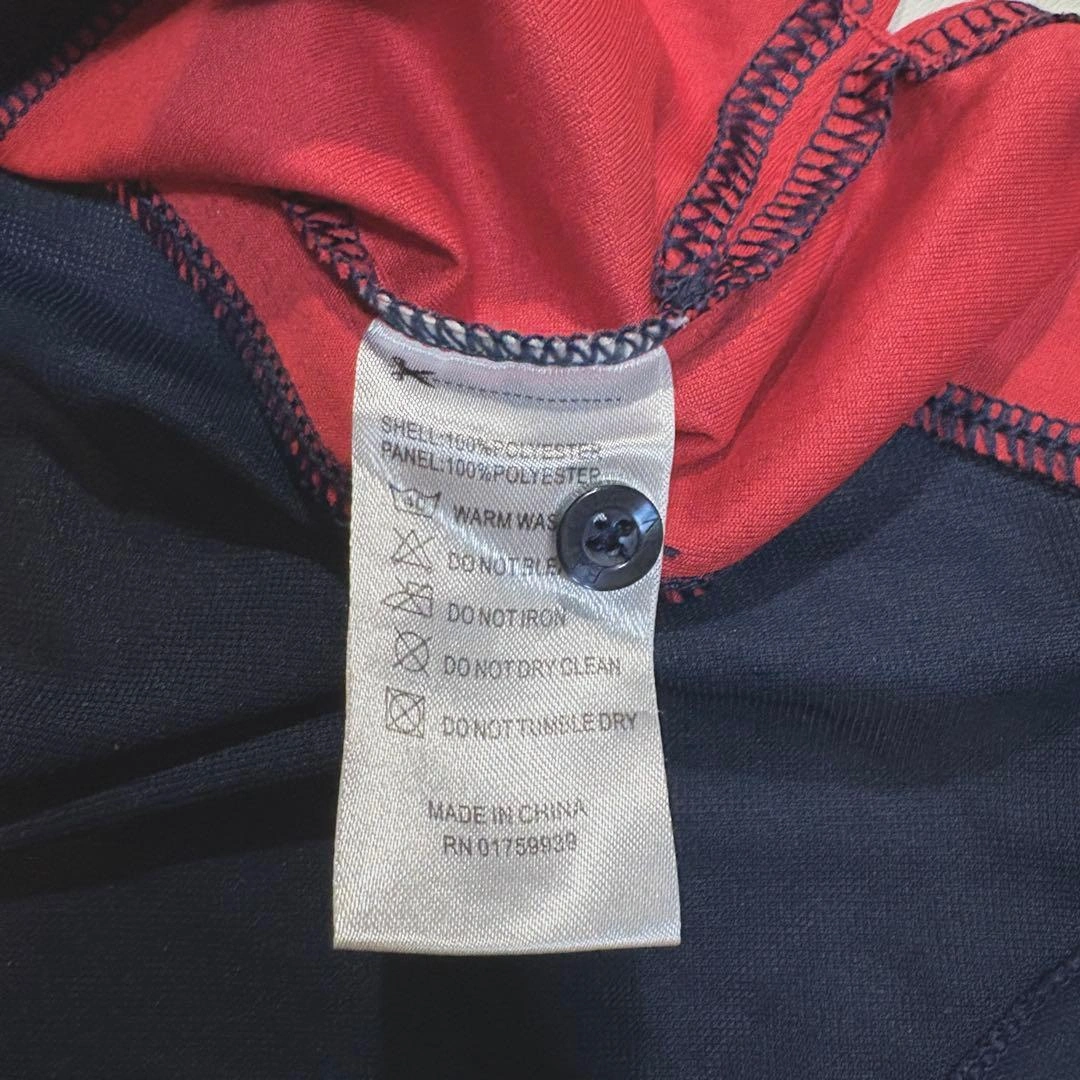 SHELL:100%POLYESTER
PANEL:100%POLYESTER
WARM WAS
DO NOT BLEA
DO NOT IRON
DO NOT DRY CLEAN
DO NOT TUMBLE DRY
MADE IN CHINA
RN 01759939